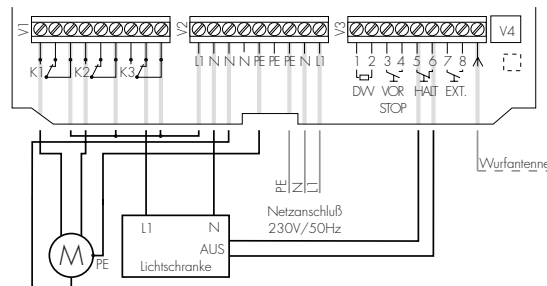 V1
V2
V3
V4
K1 K2 K3
L1 N N N PE PE PE N L1
1 2 3 4 5 6 7 8
DW VOR HALT EXT.
STOP
Wurfantenne
PE N L1
L1 N
Netzanschluß
230V/50Hz
M
PE
AUS
Lichtschranke